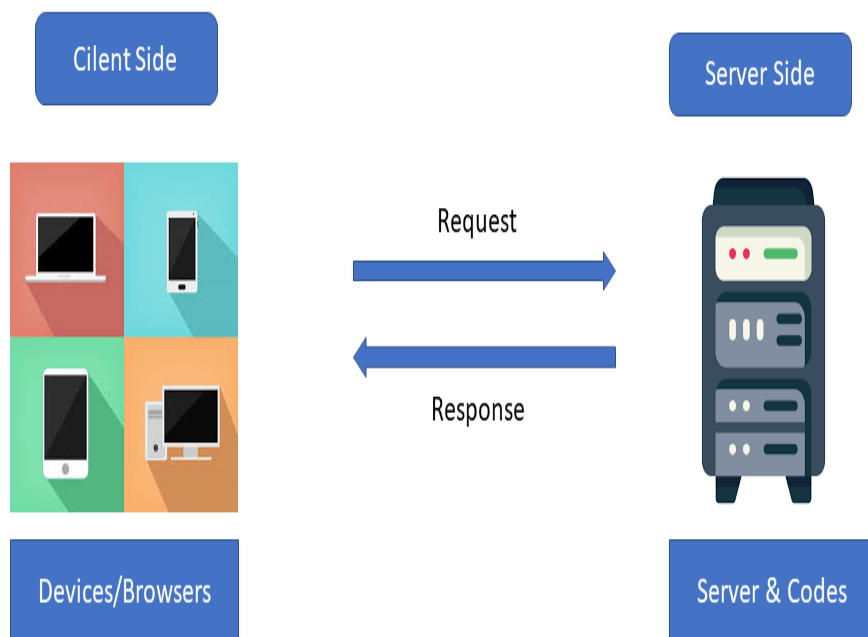 Cilent Side
Server Side
Request
Response
Devices/Browsers
Server & Codes